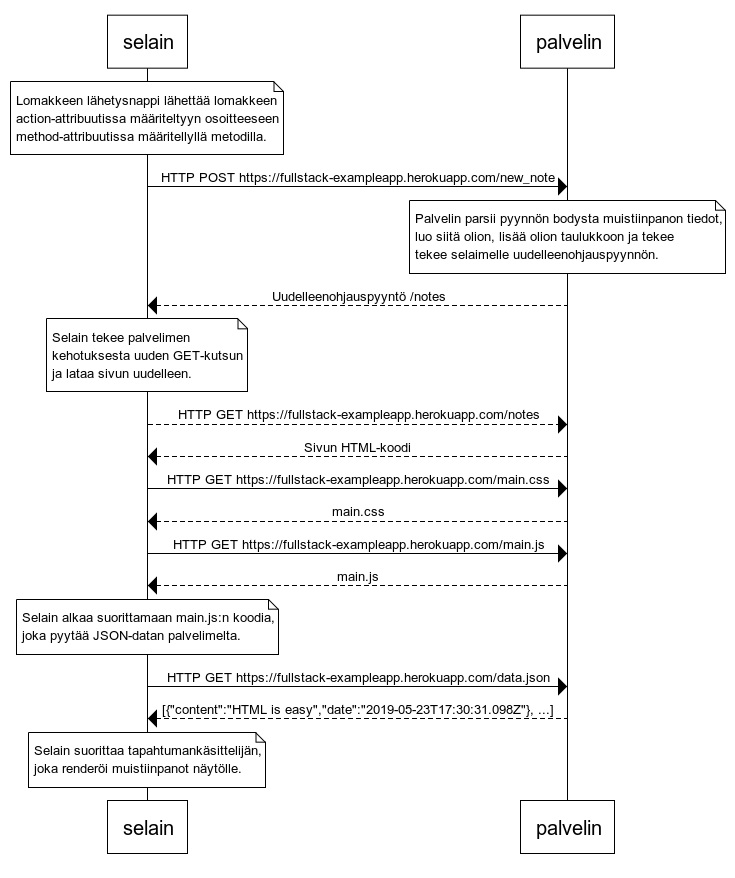 selain
palvelin
Lomakkeen lähetysnappi lähettää lomakkeen
action-attribuutissa määriteltyyn osoitteeseen
method-attribuutissa määritellyllä metodilla.
HTTP POST https://fullstack-exampleapp.herokuapp.com/new_note
Palvelin parsii pyynnön bodysta muistiinpanon tiedot,
luo siitä olion, lisää olion taulukkoon ja tekee
tekee selaimelle uudelleenohjauspyynnön.
Uudelleenohjauspyyntö /notes
Selain tekee palvelimen
kehotuksesta uuden GET-kutsun
ja lataa sivun uudelleen.
HTTP GET https://fullstack-exampleapp.herokuapp.com/notes
Sivun HTML-koodi
HTTP GET https://fullstack-exampleapp.herokuapp.com/main.css
main.css
HTTP GET https://fullstack-exampleapp.herokuapp.com/main.js
main.js
Selain alkaa suorittamaan main.js:n koodia,
joka pyytää JSON-datan palvelimelta.
HTTP GET https://fullstack-exampleapp.herokuapp.com/data.json
[{"content":"HTML is easy","date":"2019-05-23T17:30:31.098Z"}, ...]
Selain suorittaa tapahtumankäsittelijän,
joka renderöi muistiinpanot näytölle.
selain
palvelin